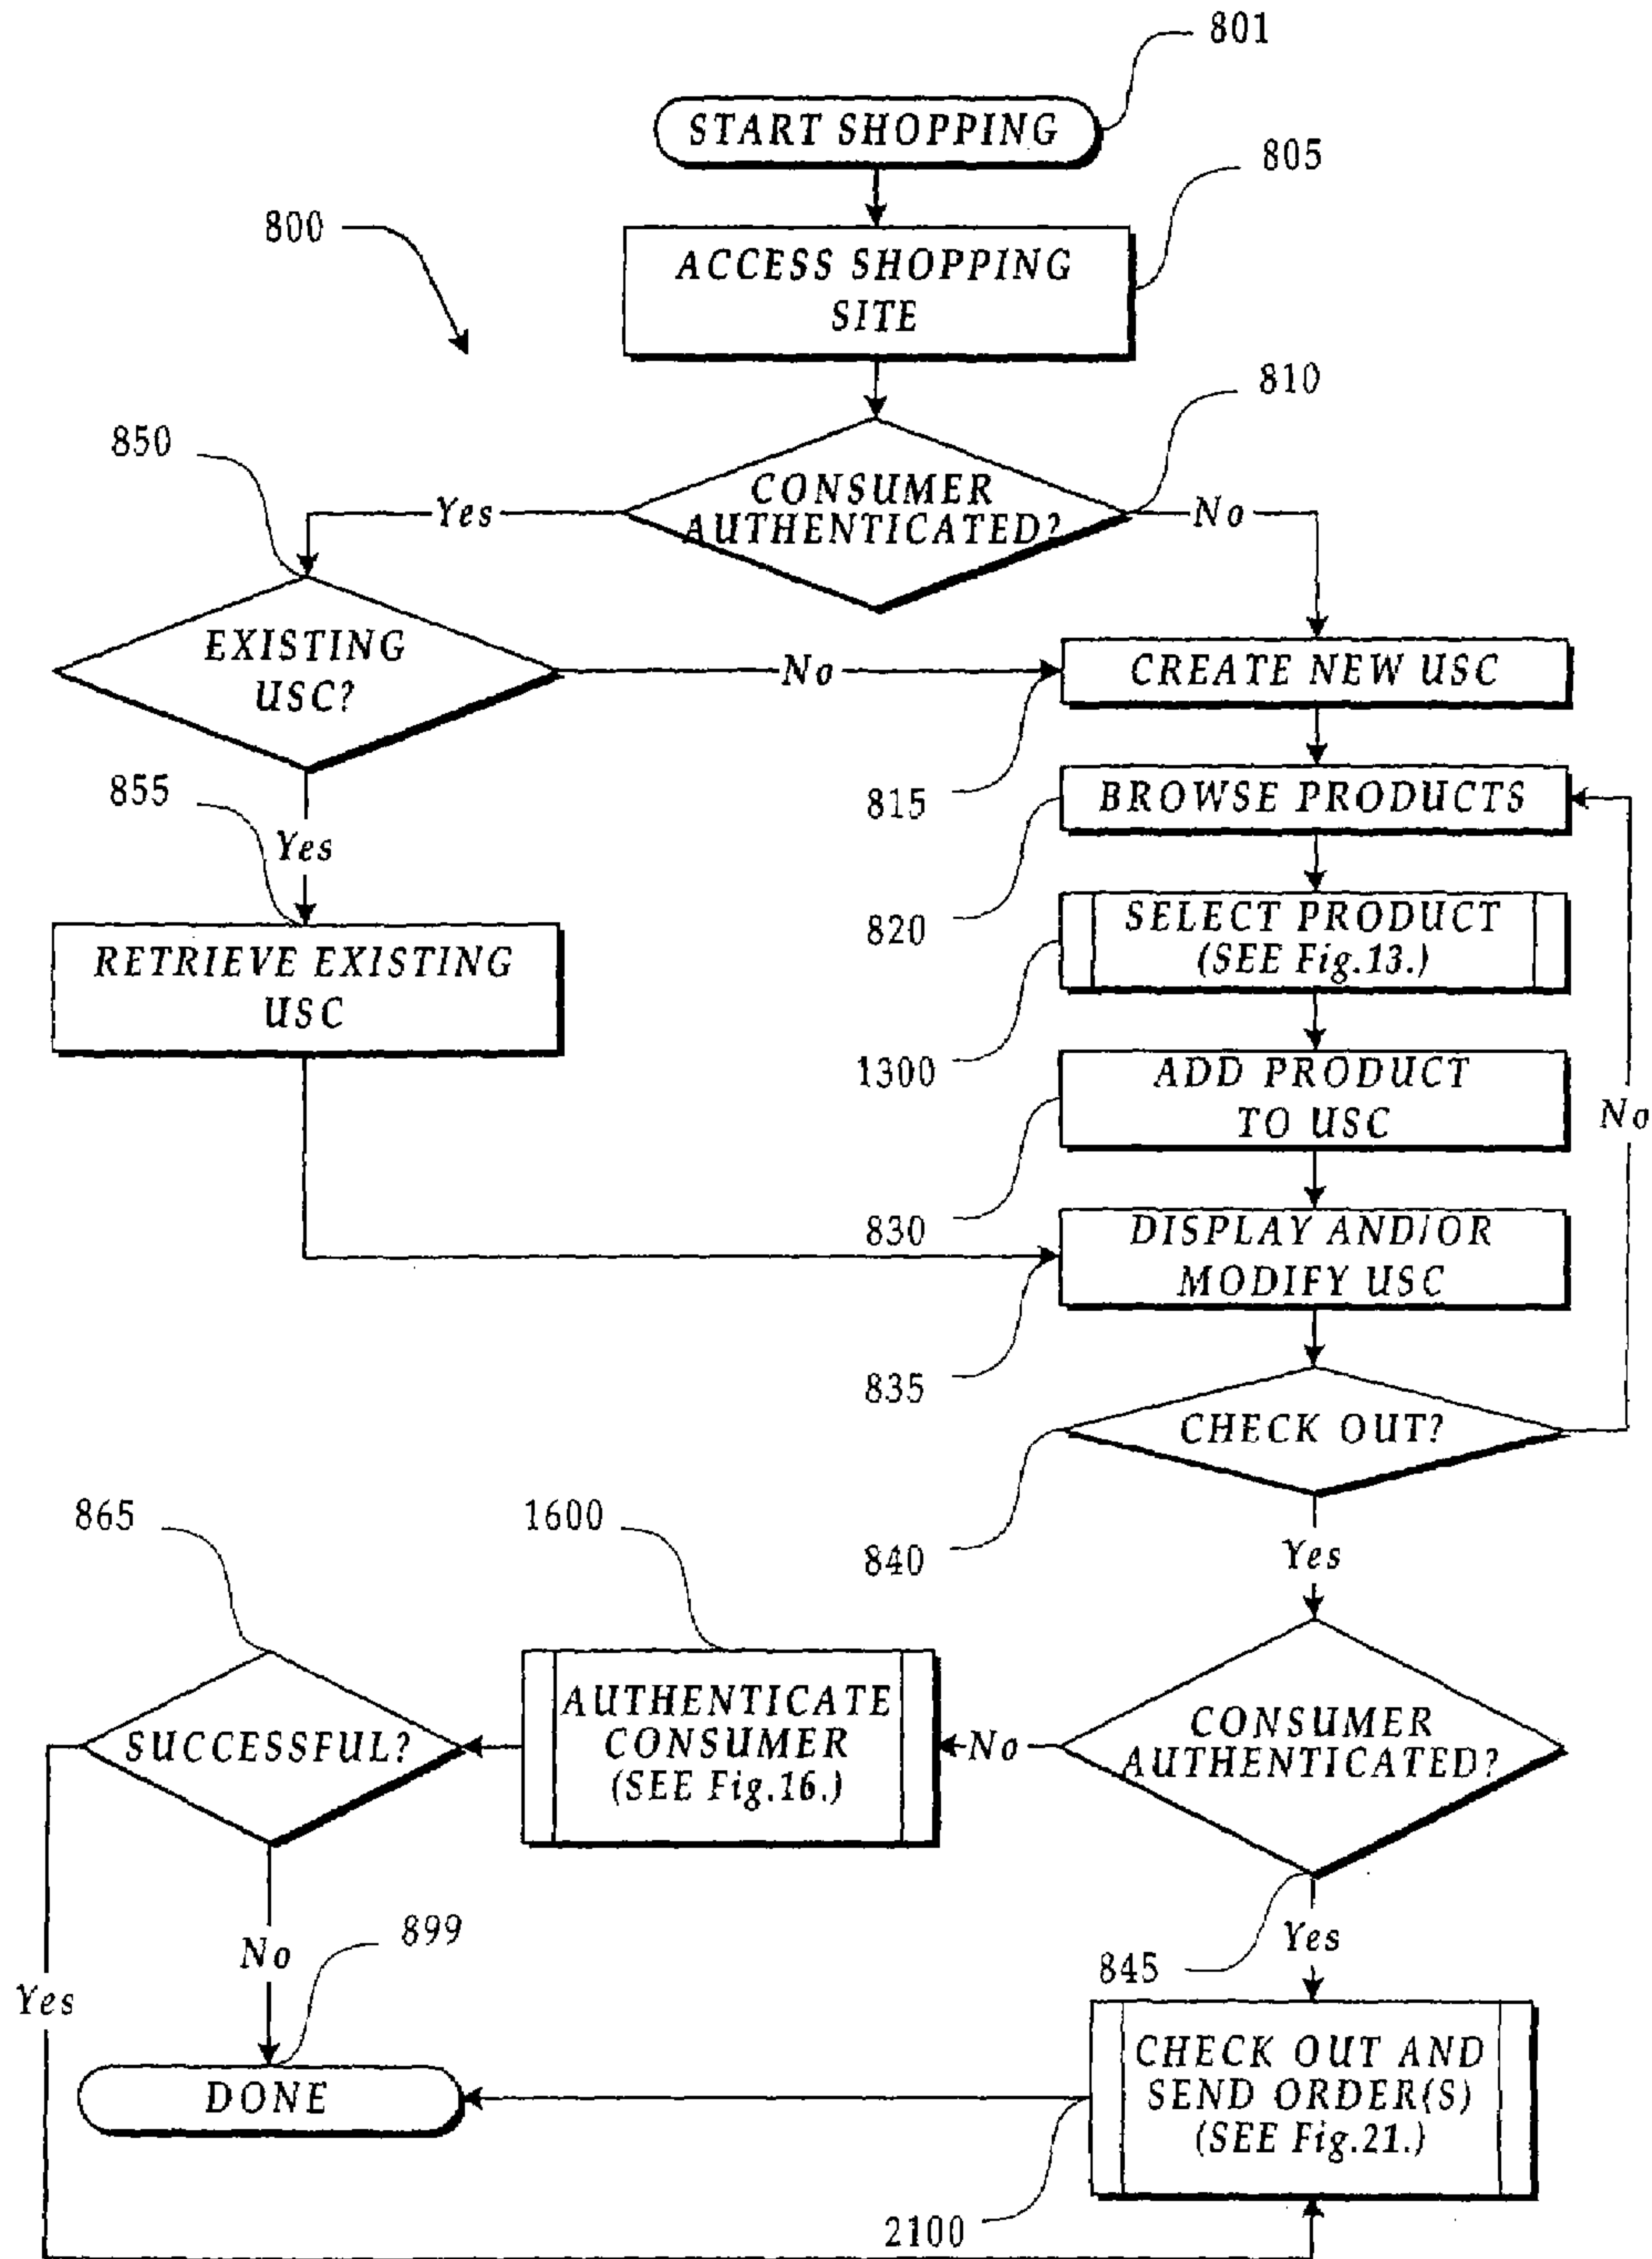 801
START SHOPPING
805
800
ACCESS SHOPPING
SITE
810
850
CONSUMER
AUTHENTICATED?
Yes
No
EXISTING
USC?
No
CREATE NEW USC
855
815
BROWSE PRODUCTS
Yes
820
SELECT PRODUCT
(SEE Fig.13.)
RETRIEVE EXISTING
USC
1300
ADD PRODUCT
TO USC
No
830
DISPLAY AND/OR
MODIFY USC
835
CHECK OUT?
865
1600
840
Yes
AUTHENTICATE
CONSUMER
(SEE Fig.16.)
SUCCESSFUL?
No
CONSUMER
AUTHENTICATED?
899
No
Yes
845
Yes
DONE
CHECK OUT AND
SEND ORDER(S)
(SEE Fig.21.)
2100